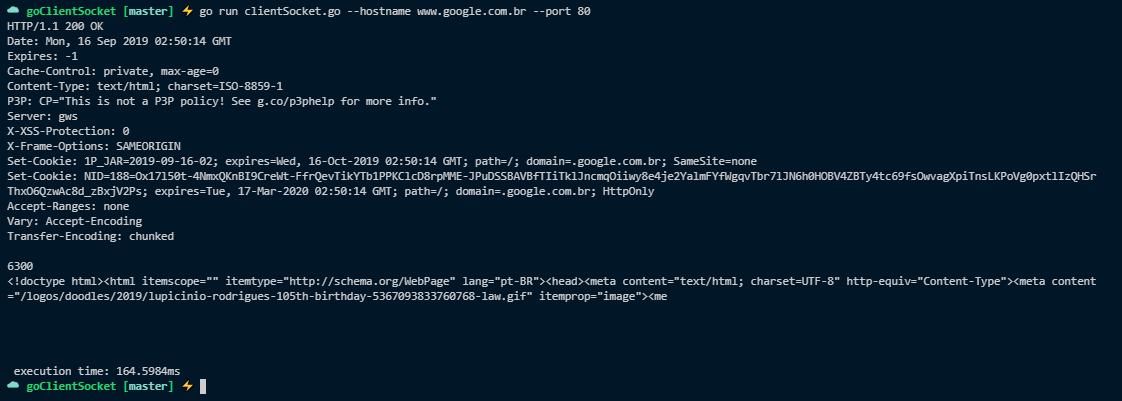 goClientSocket [master] ⚡ go run clientSocket.go --hostname www.google.com.br --port 80
HTTP/1.1 200 OK
Date: Mon, 16 Sep 2019 02:50:14 GMT
Expires: -1
Cache-Control: private, max-age=0
Content-Type: text/html; charset=ISO-8859-1
P3P: CP="This is not a P3P policy! See g.co/p3phelp for more info."
Server: gws
X-XSS-Protection: 0
X-Frame-Options: SAMEORIGIN
Set-Cookie: 1P_JAR=2019-09-16-02; expires=Wed, 16-Oct-2019 02:50:14 GMT; path=/; domain=.google.com.br; SameSite=none
Set-Cookie: NID=188=Ox17l50t-4NmxQKnBI9CreWt-FfrQevTikYTb1PPKClcD8rpMME-JPuDSSBAVBfTIiTklJncmqOiiwy8e4je2YalmFYfWgqvTbr7lJN6h0HOBV4ZBTy4tc69fsOwvagXpiTnsLKPoVg0pxtlIzQHSr
ThxO6QzwAc8d_zBxjV2Ps; expires=Tue, 17-Mar-2020 02:50:14 GMT; path=/; domain=.google.com.br; HttpOnly
Accept-Ranges: none
Vary: Accept-Encoding
Transfer-Encoding: chunked
6300
<!doctype html><html itemscope="" itemtype="http://schema.org/WebPage" lang="pt-BR"><head><meta content="text/html; charset=UTF-8" http-equiv="Content-Type"><meta content
="/logos/doodles/2019/lupicinio-rodrigues-105th-birthday-5367093833760768-law.gif" itemprop="image"><me
execution time: 164.5984ms
goClientSocket [master] ⚡